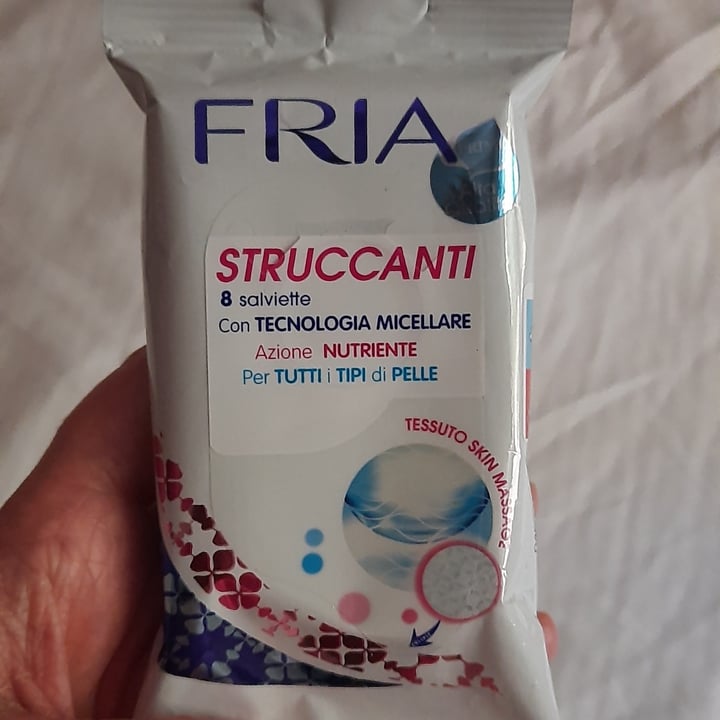 FRIA
STRUCCANTI
8 salviette
Con TECNOLOGIA MICELLARE
Azione NUTRIENTE
Per TUTTI i TIPI di PELLE
TESSUTO SKIN MASSAGE